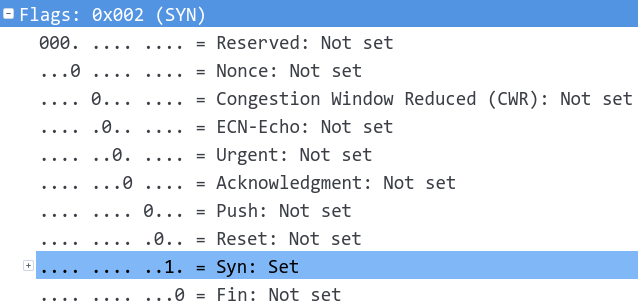 Flags: 0x002 (SYN)
000. .... .... = Reserved: Not set
...0 .... .... = Nonce: Not set
.... 0... .... = Congestion Window Reduced (CWR): Not set
.... .0.. .... = ECN-Echo: Not set
.... ..0. .... = Urgent: Not set
.... ...0 .... = Acknowledgment: Not set
.... .... 0... = Push: Not set
.... .... .0.. = Reset: Not set
.... .... ..1. = Syn: Set
.... .... ...0 = Fin: Not set